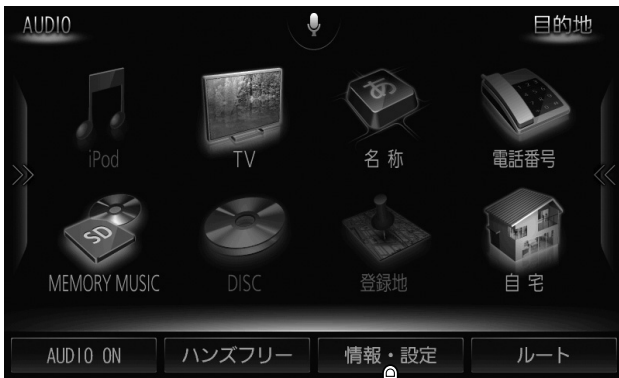 AUDIO
目的地
iPod
TV
名称
電話番号
SD
MEMORY MUSIC
DISC
登録地
自宅
AUDIO ON
ハンズフリー
情報・設定
ルート
あ